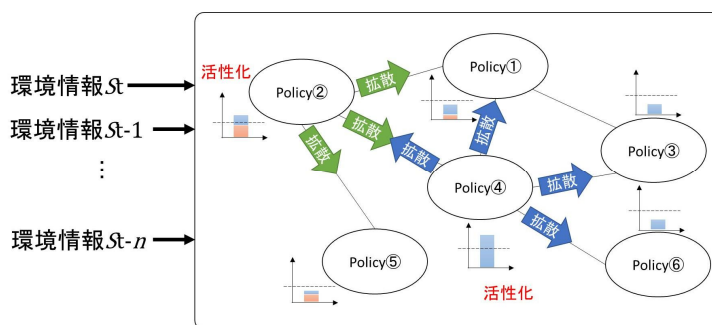 環境情報St
環境情報St-1
⋮
環境情報St-n
活性化
Policy②
拡散
Policy①
拡散
拡散
拡散
拡散
Policy③
Policy④
拡散
拡散
Policy⑤
活性化
Policy⑥